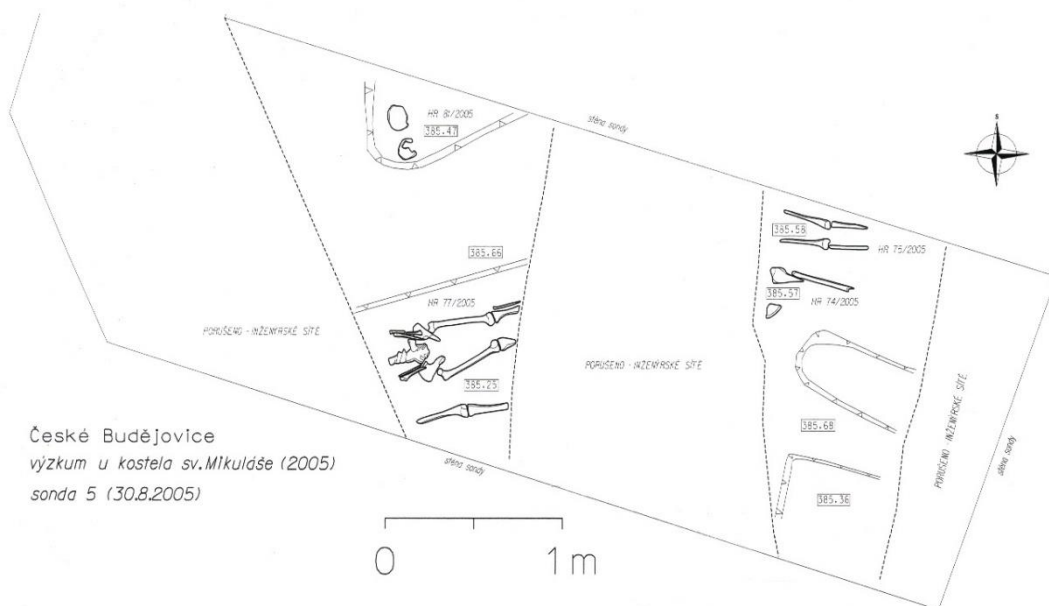 s
stěna sondy
HR 81/2005
385.47
385.58
HR 75/2005
385.66
385.57
HR 74/2005
HR 77/2005
PORUŠENO - INŽENÝRSKÉ SÍTĚ
PORUŠENO - INŽENÝRSKÉ SÍTĚ
PORUŠENO - INŽENÝRSKÉ SÍTĚ
385.25
385.68
stěna sondy
stěna sondy
385.36
České Budějovice
výzkum u kostela sv.Mikuláše (2005)
sonda 5 (30.8.2005)
0 1m